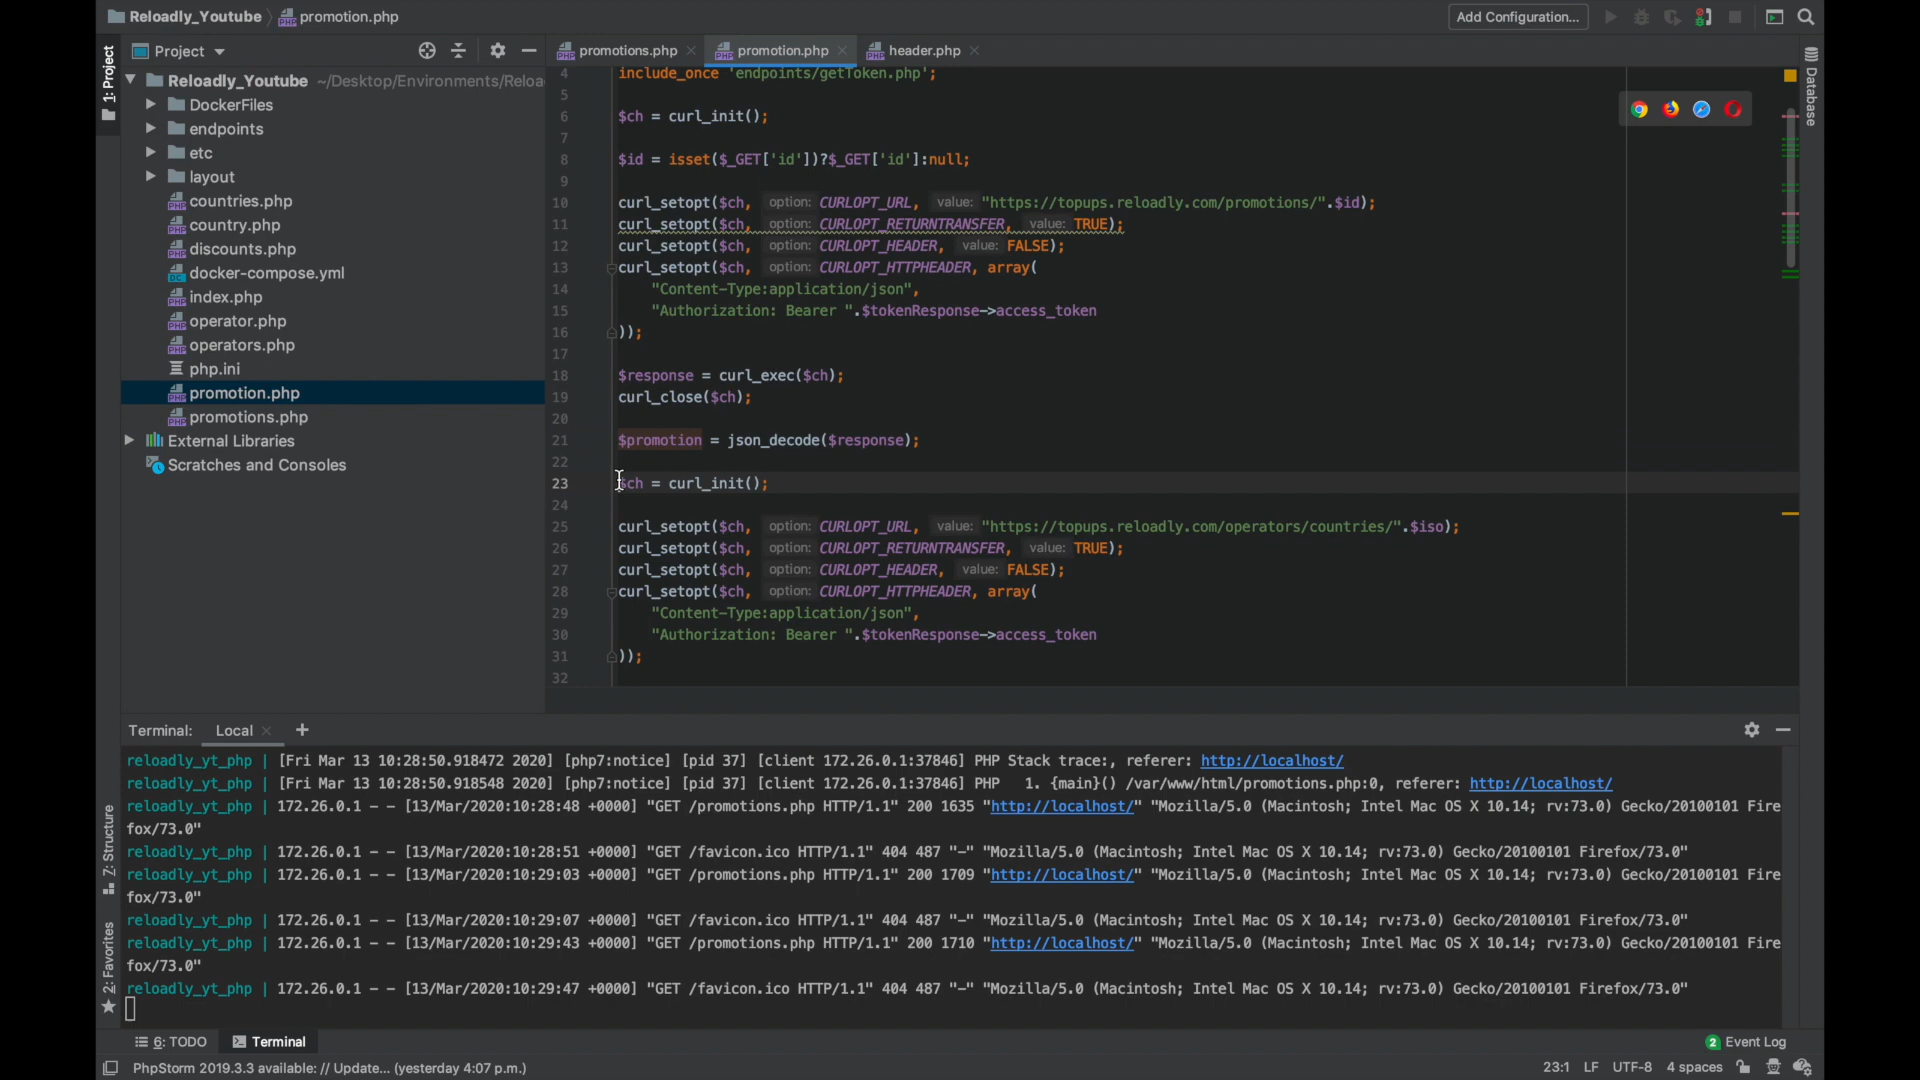 Reloadly_Youtube promotion.php Add Configuration...
1: Project
Project
promotions.php promotion.php header.php
Database
Reloadly_Youtube ~/Desktop/Environments/Reloa
DockerFiles
endpoints
etc
layout
countries.php
country.php
discounts.php
docker-compose.yml
index.php
operator.php
operators.php
php.ini
promotion.php
promotions.php
External Libraries
Scratches and Consoles
4 include_once 'endpoints/getToken.php';
5
6 $ch = curl_init();
7
8 $id = isset($_GET['id'])?$_GET['id']:null;
9
10 curl_setopt($ch, option: CURLOPT_URL, value: "https://topups.reloadly.com/promotions/".$id);
11 curl_setopt($ch, option: CURLOPT_RETURNTRANSFER, value: TRUE);
12 curl_setopt($ch, option: CURLOPT_HEADER, value: FALSE);
13 curl_setopt($ch, option: CURLOPT_HTTPHEADER, array(
14 "Content-Type:application/json",
15 "Authorization: Bearer ".$tokenResponse->access_token
16 ));
17
18 $response = curl_exec($ch);
19 curl_close($ch);
20
21 $promotion = json_decode($response);
22
23 $ch = curl_init();
24
25 curl_setopt($ch, option: CURLOPT_URL, value: "https://topups.reloadly.com/operators/countries/".$iso);
26 curl_setopt($ch, option: CURLOPT_RETURNTRANSFER, value: TRUE);
27 curl_setopt($ch, option: CURLOPT_HEADER, value: FALSE);
28 curl_setopt($ch, option: CURLOPT_HTTPHEADER, array(
29 "Content-Type:application/json",
30 "Authorization: Bearer ".$tokenResponse->access_token
31 ));
32
Terminal: Local
Z: Structure
2: Favorites
reloadly_yt_php | [Fri Mar 13 10:28:50.918472 2020] [php7:notice] [pid 37] [client 172.26.0.1:37846] PHP Stack trace:, referer: http://localhost/
reloadly_yt_php | [Fri Mar 13 10:28:50.918548 2020] [php7:notice] [pid 37] [client 172.26.0.1:37846] PHP   1. {main}() /var/www/html/promotions.php:0, referer: http://localhost/
reloadly_yt_php | 172.26.0.1 - - [13/Mar/2020:10:28:48 +0000] "GET /promotions.php HTTP/1.1" 200 1635 "http://localhost/" "Mozilla/5.0 (Macintosh; Intel Mac OS X 10.14; rv:73.0) Gecko/20100101 Fire
fox/73.0"
reloadly_yt_php | 172.26.0.1 - - [13/Mar/2020:10:28:51 +0000] "GET /favicon.ico HTTP/1.1" 404 487 "-" "Mozilla/5.0 (Macintosh; Intel Mac OS X 10.14; rv:73.0) Gecko/20100101 Firefox/73.0"
reloadly_yt_php | 172.26.0.1 - - [13/Mar/2020:10:29:03 +0000] "GET /promotions.php HTTP/1.1" 200 1709 "http://localhost/" "Mozilla/5.0 (Macintosh; Intel Mac OS X 10.14; rv:73.0) Gecko/20100101 Fire
fox/73.0"
reloadly_yt_php | 172.26.0.1 - - [13/Mar/2020:10:29:07 +0000] "GET /favicon.ico HTTP/1.1" 404 487 "-" "Mozilla/5.0 (Macintosh; Intel Mac OS X 10.14; rv:73.0) Gecko/20100101 Firefox/73.0"
reloadly_yt_php | 172.26.0.1 - - [13/Mar/2020:10:29:43 +0000] "GET /promotions.php HTTP/1.1" 200 1710 "http://localhost/" "Mozilla/5.0 (Macintosh; Intel Mac OS X 10.14; rv:73.0) Gecko/20100101 Fire
fox/73.0"
reloadly_yt_php | 172.26.0.1 - - [13/Mar/2020:10:29:47 +0000] "GET /favicon.ico HTTP/1.1" 404 487 "-" "Mozilla/5.0 (Macintosh; Intel Mac OS X 10.14; rv:73.0) Gecko/20100101 Firefox/73.0"
6: TODO Terminal 2 Event Log
PhpStorm 2019.3.3 available: // Update... (yesterday 4:07 p.m.) 23:1 LF UTF-8 4 spaces